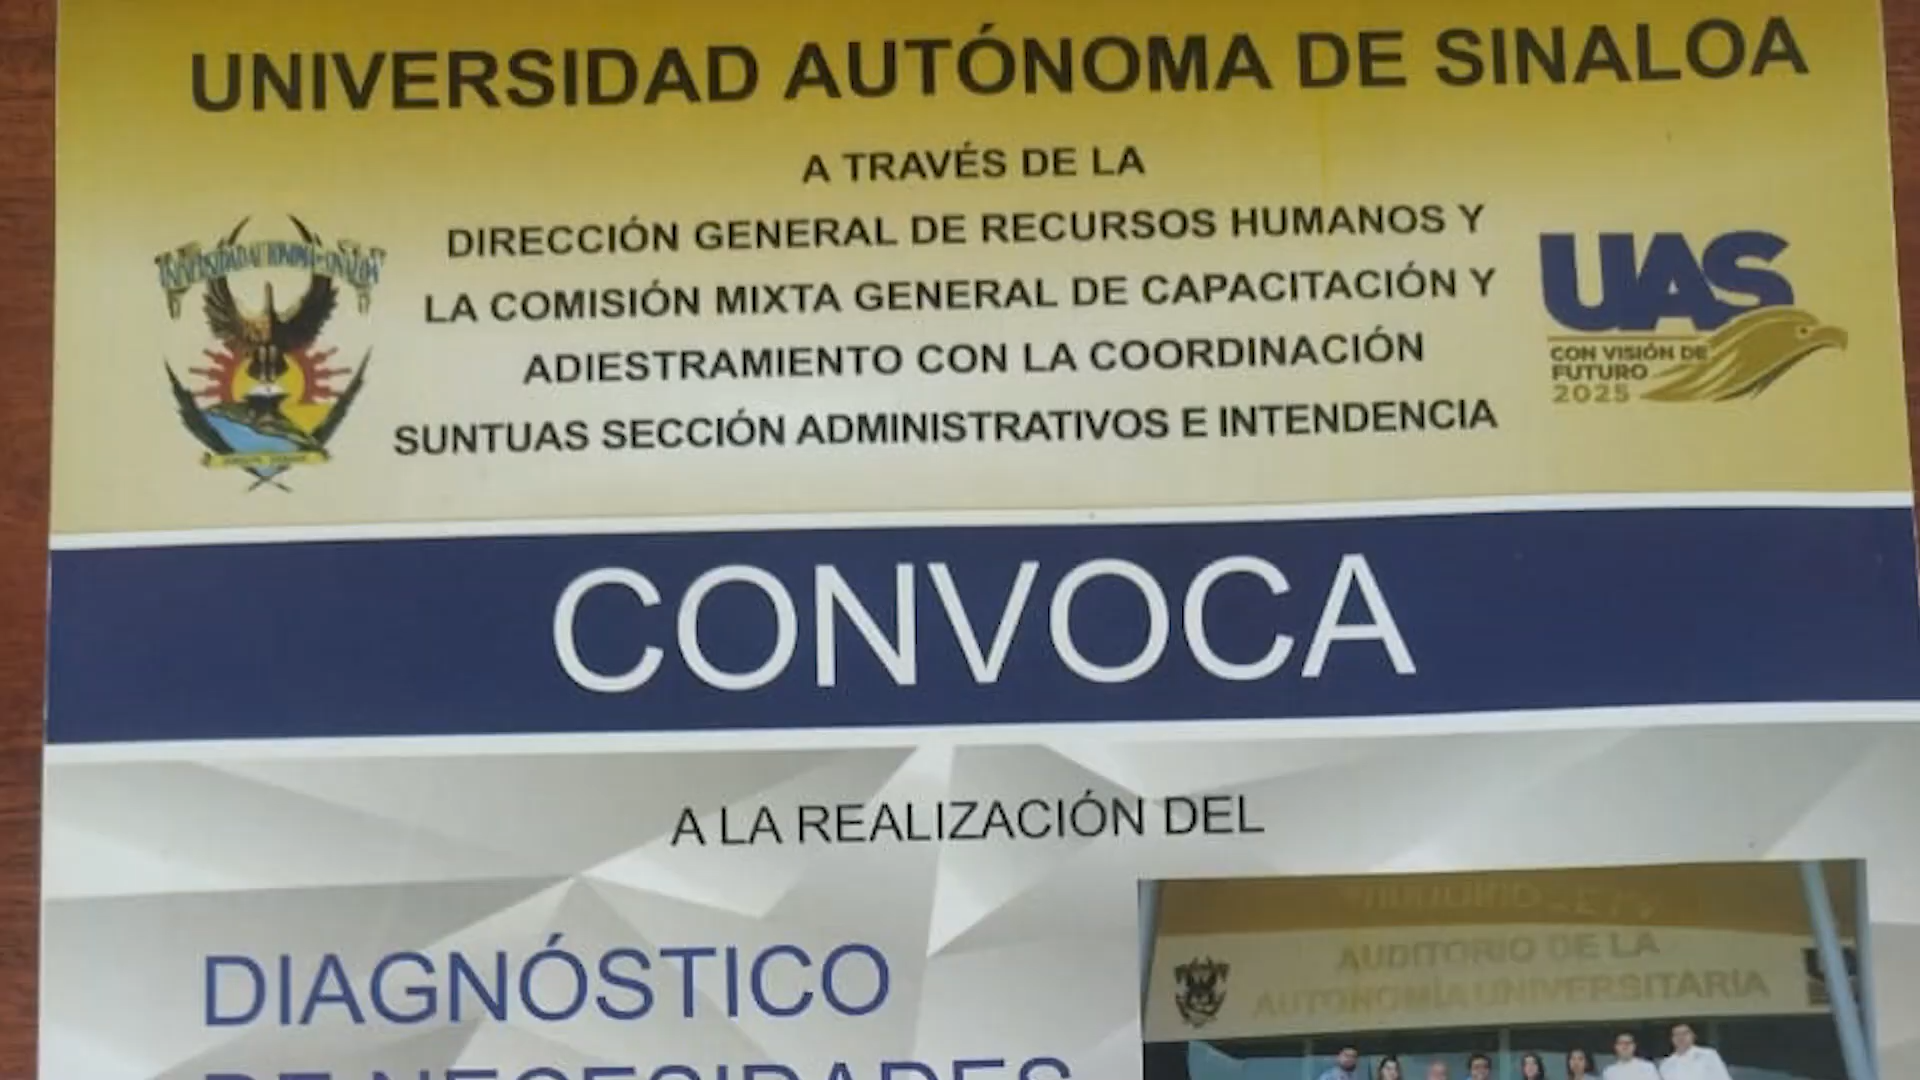 UNIVERSIDAD AUTÓNOMA DE SINALOA
A TRAVÉS DE LA
DIRECCIÓN GENERAL DE RECURSOS HUMANOS Y
LA COMISIÓN MIXTA GENERAL DE CAPACITACIÓN Y
ADIESTRAMIENTO CON LA COORDINACIÓN
SUNTUAS SECCIÓN ADMINISTRATIVOS E INTENDENCIA
UAS
CON VISIÓN DE
FUTURO
2025
CONVOCA
A LA REALIZACIÓN DEL
DIAGNÓSTICO
DE NECESIDADES
AUDITORIO DE LA
AUTONOMÍA UNIVERSITARIA